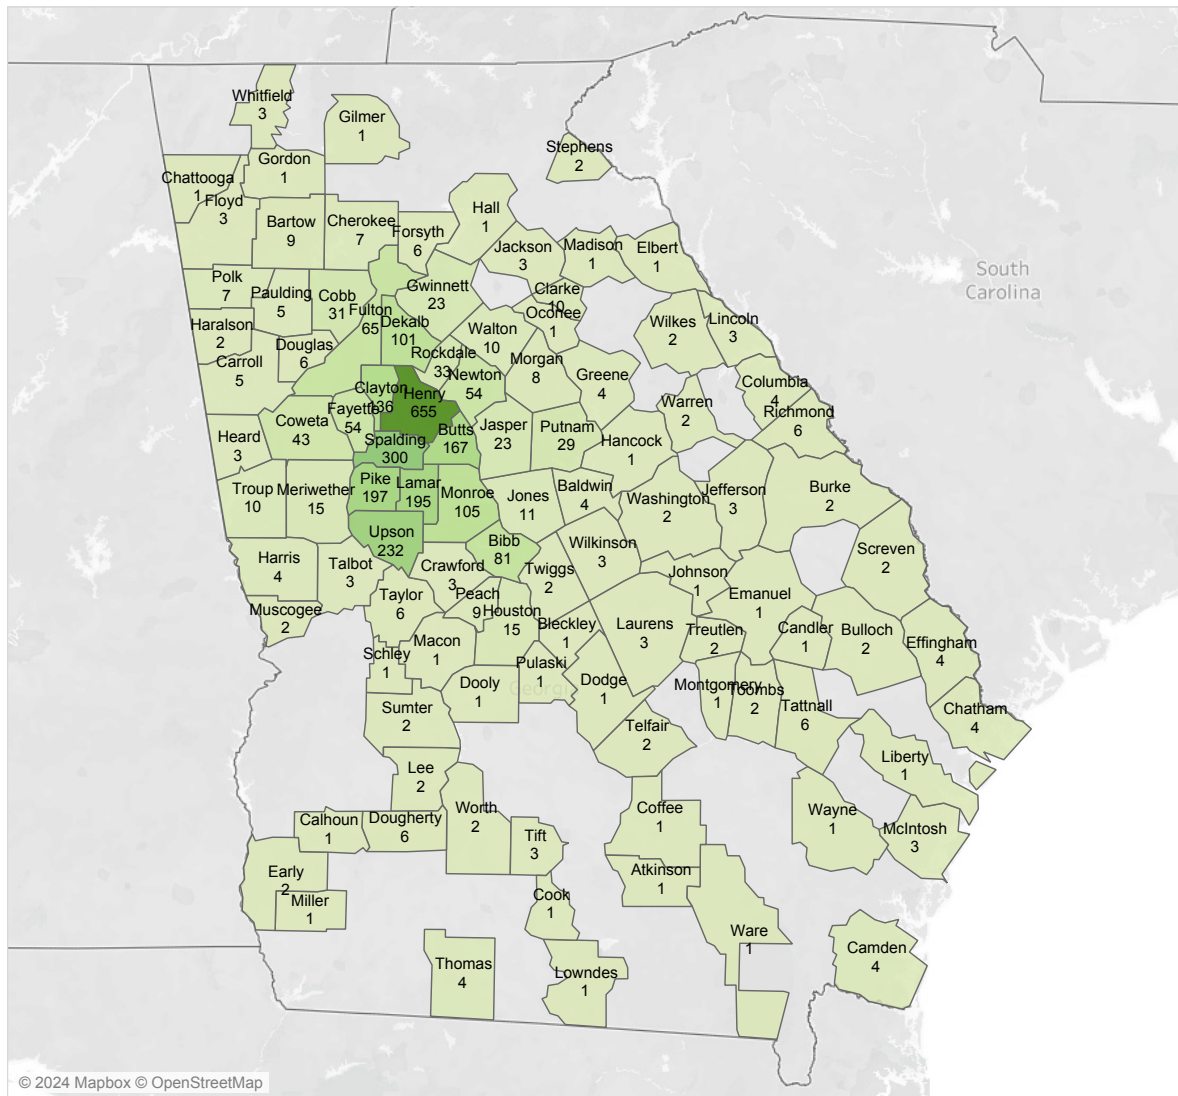 Whitfield
3
Gilmer
1
Stephens
2
Gordon
1
Chattooga
1
Floyd
3
Hall
1
Bartow
9
Cherokee
7
Forsyth
6
Jackson
3
Madison
1
Elbert
1
South
Carolina
Polk
7
Paulding
5
Cobb
31
Fulton
65
Gwinnett
23
Clarke
10
Oconee
1
Dekalb
101
Walton
10
Wilkes
2
Lincoln
3
Haralson
2
Douglas
6
Carroll
5
Rockdale
33
Newton
54
Morgan
8
Greene
4
Columbia
4
Richmond
6
Warren
2
Clayton
136
Henry
655
Fayette
54
Coweta
43
Spalding
300
Butts
167
Jasper
23
Putnam
29
Hancock
1
Heard
3
Troup
10
Meriwether
15
Pike
197
Lamar
195
Monroe
105
Jones
11
Baldwin
4
Washington
2
Jefferson
3
Burke
2
Upson
232
Bibb
81
Wilkinson
3
Screven
2
Harris
4
Talbot
3
Crawford
3
Twiggs
2
Johnson
1
Emanuel
1
Muscogee
2
Taylor
6
Peach
9
Houston
15
Bleckley
1
Laurens
3
Treutlen
2
Candler
1
Bulloch
2
Effingham
4
Macon
1
Schley
1
Pulaski
1
Dooly
1
Georgia
Dodge
1
Montgomery
1
Toombs
2
Tattnall
6
Chatham
4
Sumter
2
Telfair
2
Liberty
1
Lee
2
Worth
2
Calhoun
1
Dougherty
6
Tift
3
Coffee
1
Wayne
1
McIntosh
3
Early
2
Miller
1
Atkinson
1
Cook
1
Ware
1
Camden
4
Thomas
4
Lowndes
1
© 2024 Mapbox © OpenStreetMap